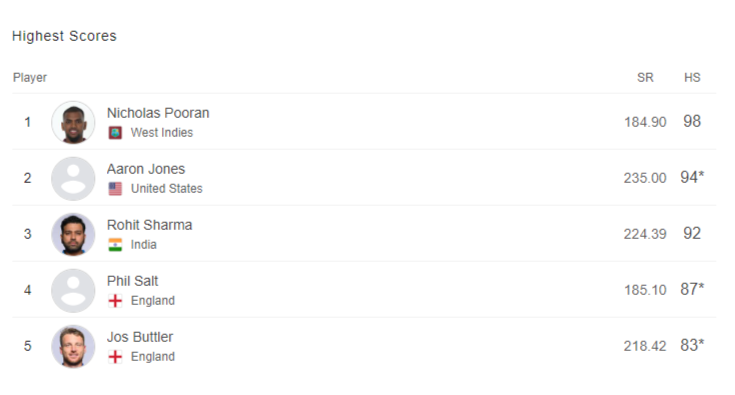 Highest Scores
Player SR HS
1 Nicholas Pooran 184.90 98
West Indies
2 Aaron Jones 235.00 94*
United States
3 Rohit Sharma 224.39 92
India
4 Phil Salt 185.10 87*
England
5 Jos Buttler 218.42 83*
England